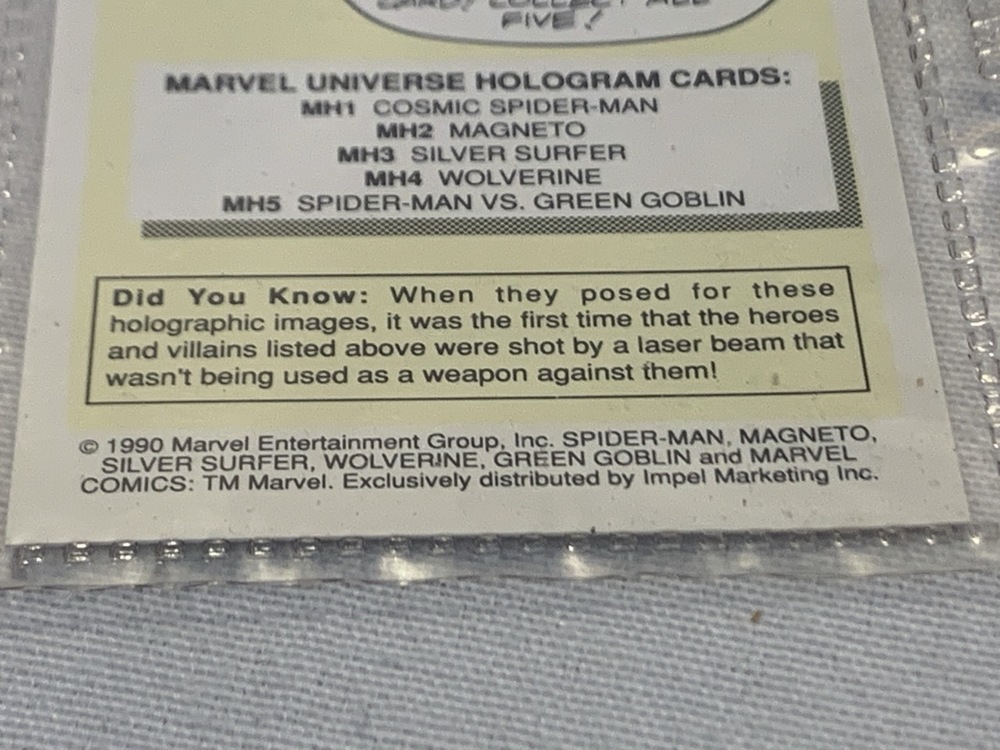 CARD! COLLECT ALL
FIVE!
MARVEL UNIVERSE HOLOGRAM CARDS:
MH1 COSMIC SPIDER-MAN
MH2 MAGNETO
MH3 SILVER SURFER
MH4 WOLVERINE
MH5 SPIDER-MAN VS. GREEN GOBLIN
Did You Know: When they posed for these
holographic images, it was the first time that the heroes
and villains listed above were shot by a laser beam that
wasn't being used as a weapon against them!
© 1990 Marvel Entertainment Group, Inc. SPIDER-MAN, MAGNETO,
SILVER SURFER, WOLVERINE, GREEN GOBLIN and MARVEL
COMICS: TM Marvel. Exclusively distributed by Impel Marketing Inc.